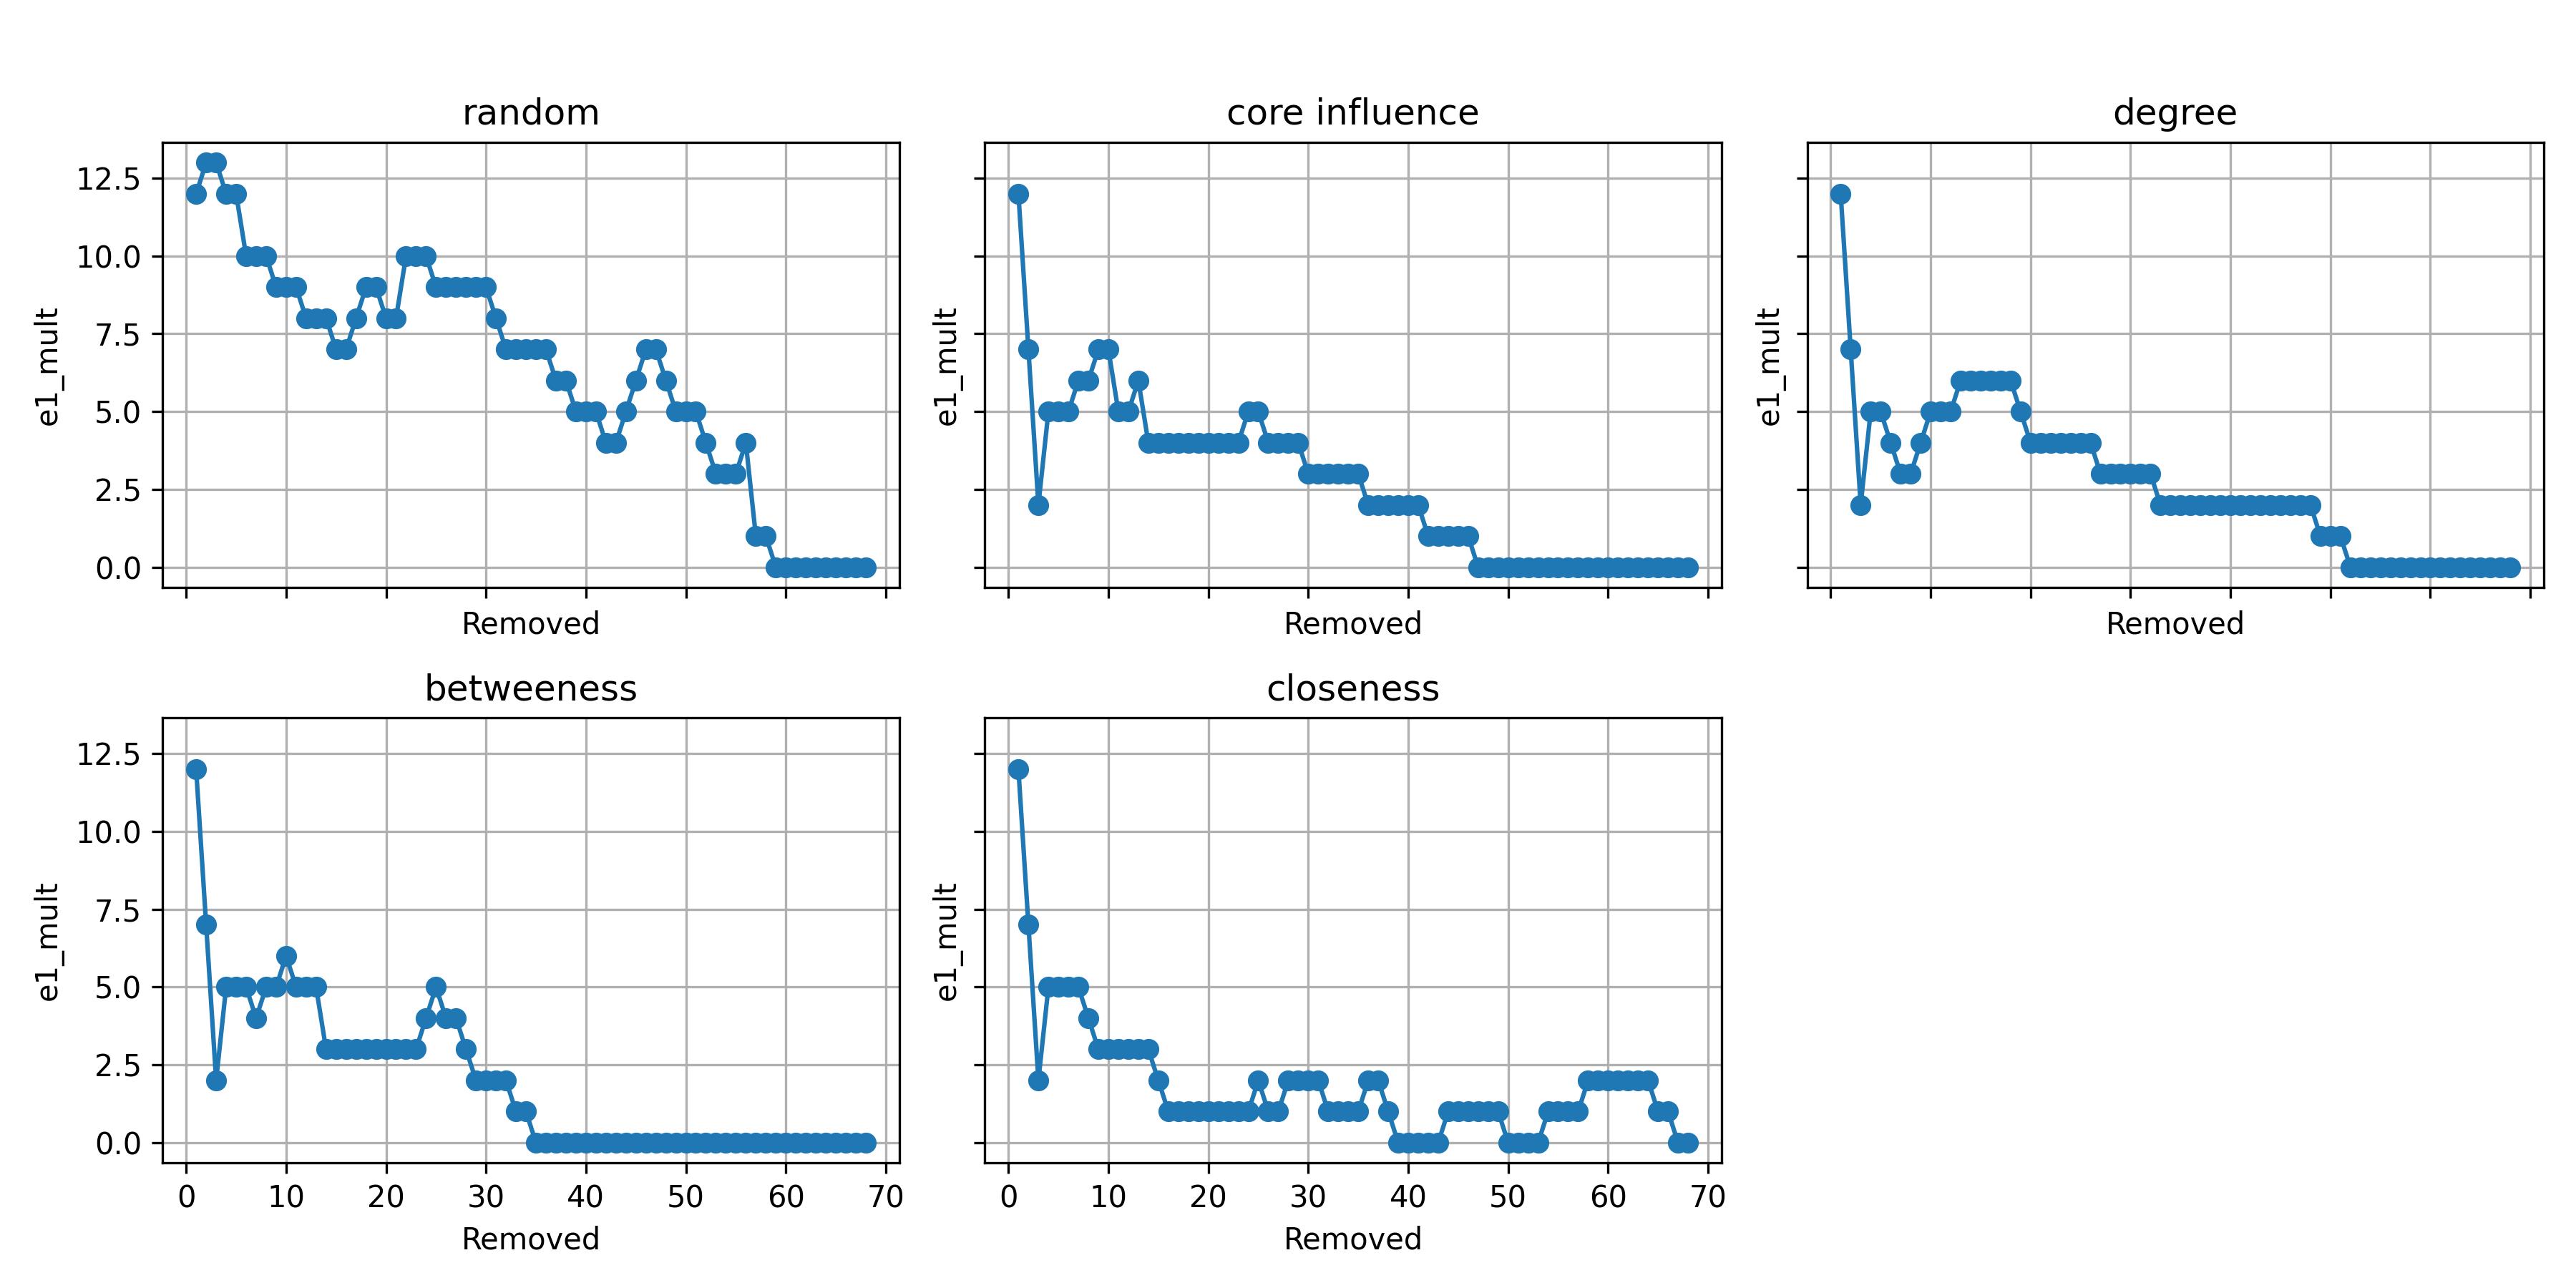 random
core influence
degree
12.5
10.0
7.5
5.0
2.5
0.0
e1_mult
e1_mult
e1_mult
Removed
Removed
Removed
betweeness
closeness
12.5
10.0
7.5
5.0
2.5
0.0
e1_mult
e1_mult
0 10 20 30 40 50 60 70
0 10 20 30 40 50 60 70
Removed
Removed